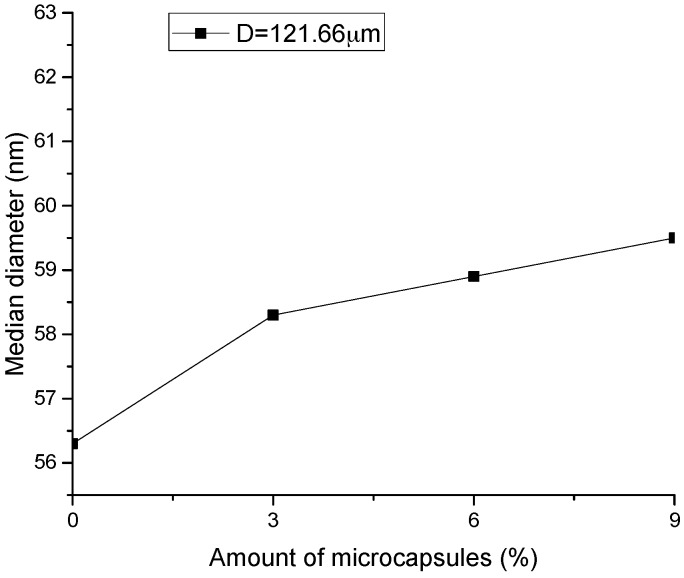 D=121.66μm
63
62
61
60
59
58
57
56
Median diameter (nm)
0 3 6 9
Amount of microcapsules (%)